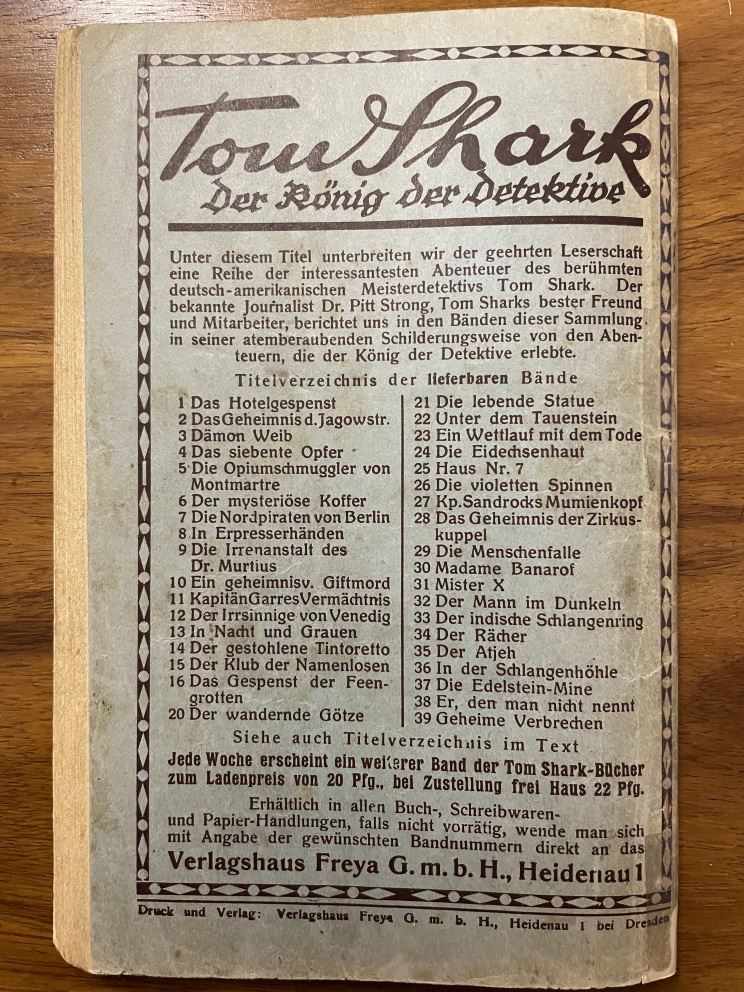 Tom Shark
Der König der Detektive
Unter diesem Titel unterbreiten wir der geehrten Leserschaft
eine Reihe der interessantesten Abenteuer des berühmten
deutsch-amerikanischen Meisterdetektivs Tom Shark. Der
bekannte Journalist Dr. Pitt Strong, Tom Sharks bester Freund
und Mitarbeiter, berichtet uns in den Bänden dieser Sammlung
in seiner atemberaubenden Schilderungsweise von den Aben-
teuern, die der König der Detektive erlebte.
Titelverzeichnis der lieferbaren Bände
1 Das Hotelgespenst
2 Das Geheimnis d. Jagowstr.
3 Dämon Weib
4 Das siebente Opfer
5 Die Opiumschmuggler von
Montmartre
6 Der mysteriöse Koffer
7 Die Nordpiraten von Berlin
8 In Erpresserhänden
9 Die Irrenanstalt des
Dr. Murtius
10 Ein geheimnisv. Giftmord
11 Kapitän Garres Vermächtnis
12 Der Irrsinnige von Venedig
13 In Nacht und Grauen
14 Der gestohlene Tintoretto
15 Der Klub der Namenlosen
16 Das Gespenst der Feen-
grotten
20 Der wandernde Götze
21 Die lebende Statue
22 Unter dem Tauenstein
23 Ein Wettlauf mit dem Tode
24 Die Eidechsenhaut
25 Haus Nr. 7
26 Die violetten Spinnen
27 Kp. Sandrocks Mumienkopf
28 Das Geheimnis der Zirkus-
kuppel
29 Die Menschenfalle
30 Madame Banarof
31 Mister X
32 Der Mann im Dunkeln
33 Der indische Schlangenring
34 Der Rächer
35 Der Atjeh
36 In der Schlangenhöhle
37 Die Edelstein-Mine
38 Er, den man nicht nennt
39 Geheime Verbrechen
Siehe auch Titelverzeichnis im Text
Jede Woche erscheint ein weiterer Band der Tom Shark-Bücher
zum Ladenpreis von 20 Pfg., bei Zustellung frei Haus 22 Pfg.
Erhältlich in allen Buch-, Schreibwaren-
und Papier-Handlungen, falls nicht vorrätig, wende man sich
mit Angabe der gewünschten Bandnummern direkt an das
Verlagshaus Freya G. m. b. H., Heidenau 1
Druck und Verlag: Verlagshaus Freya G. m. b. H., Heidenau 1 bei Dresden